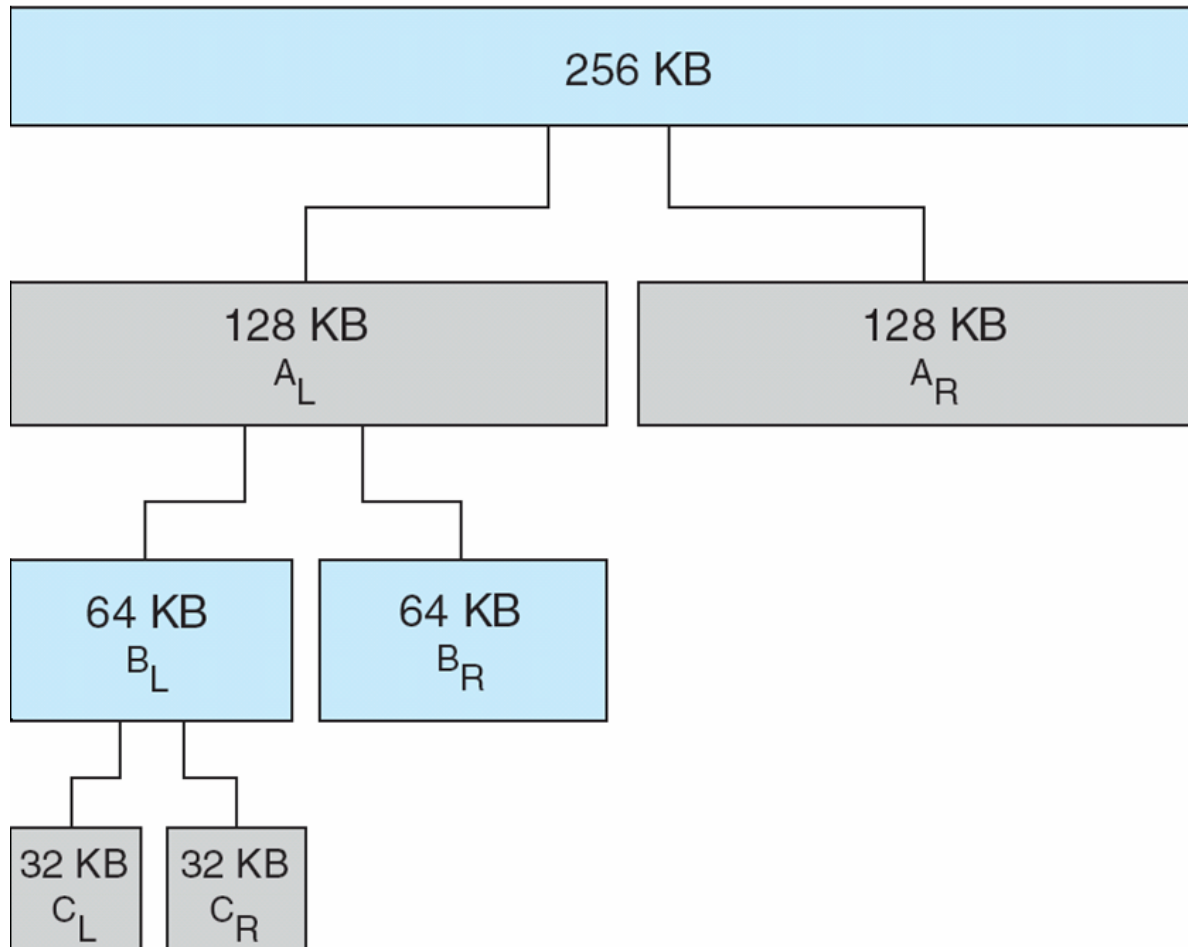 256 KB
128 KB
A_L
128 KB
A_R
64 KB
B_L
64 KB
B_R
32 KB
C_L
32 KB
C_R